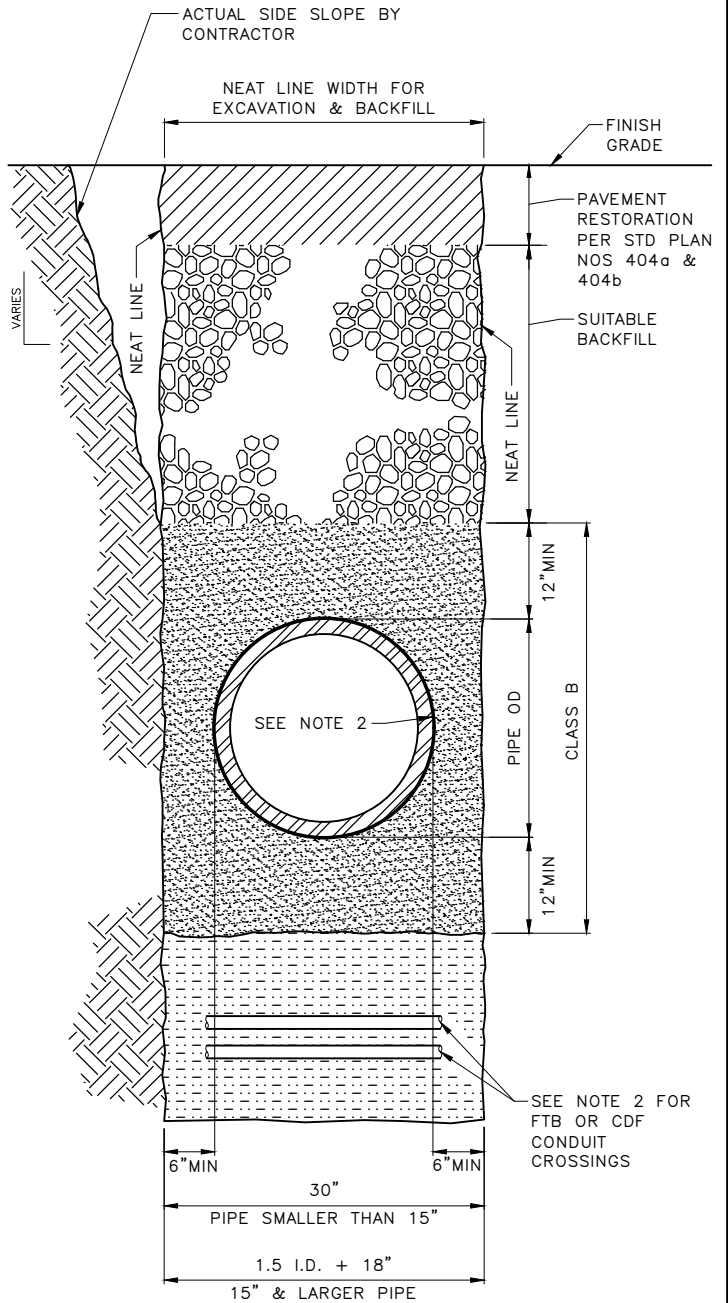 ACTUAL SIDE SLOPE BY
CONTRACTOR
NEAT LINE WIDTH FOR
EXCAVATION & BACKFILL
FINISH
GRADE
PAVEMENT
RESTORATION
PER STD PLAN
NOS 404a &
404b
VARIES
NEAT LINE
SUITABLE
BACKFILL
NEAT LINE
12"MIN
SEE NOTE 2
PIPE OD
CLASS B
12"MIN
SEE NOTE 2 FOR
FTB OR CDF
CONDUIT
CROSSINGS
6"MIN
6"MIN
30"
PIPE SMALLER THAN 15"
1.5 I.D. + 18"
15" & LARGER PIPE